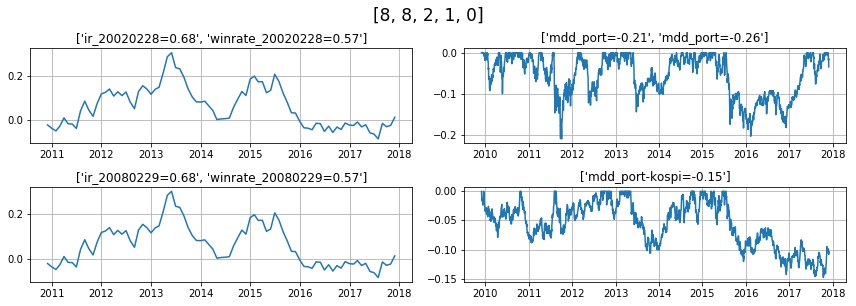 [8, 8, 2, 1, 0]
['ir_20020228=0.68', 'winrate_20020228=0.57']
0.2
0.0
2011 2012 2013 2014 2015 2016 2017 2018
['mdd_port=-0.21', 'mdd_port=-0.26']
0.0
−0.1
−0.2
2010 2011 2012 2013 2014 2015 2016 2017 2018
['ir_20080229=0.68', 'winrate_20080229=0.57']
0.2
0.0
2011 2012 2013 2014 2015 2016 2017 2018
['mdd_port-kospi=-0.15']
0.00
−0.05
−0.10
−0.15
2010 2011 2012 2013 2014 2015 2016 2017 2018